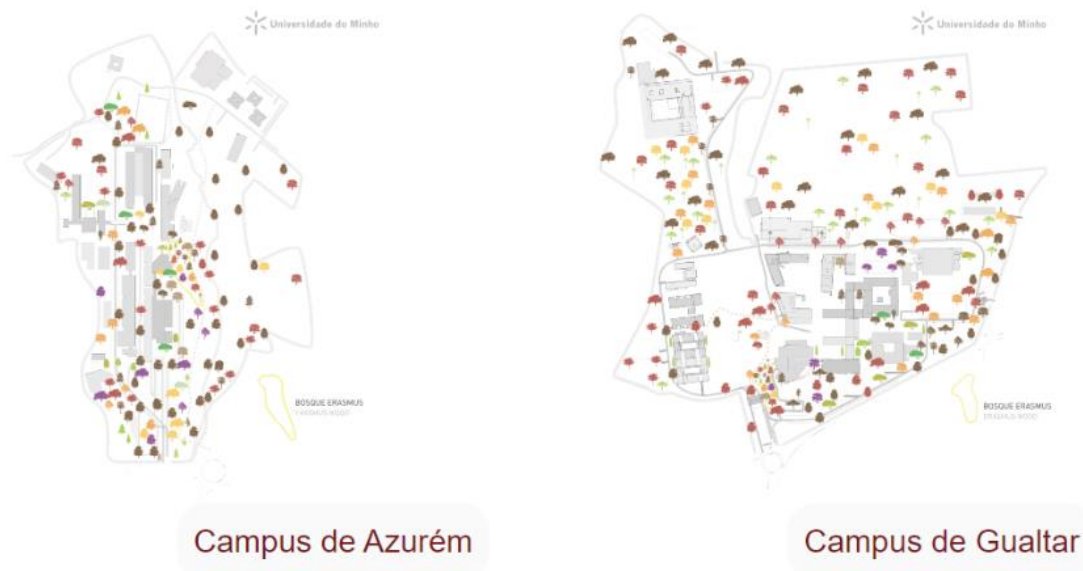 Universidade do Minho
Universidade do Minho
BOSQUE ERASMUS
ERASMUS WOOD
BOSQUE ERASMUS
ERASMUS WOOD
Campus de Azurém
Campus de Gualtar